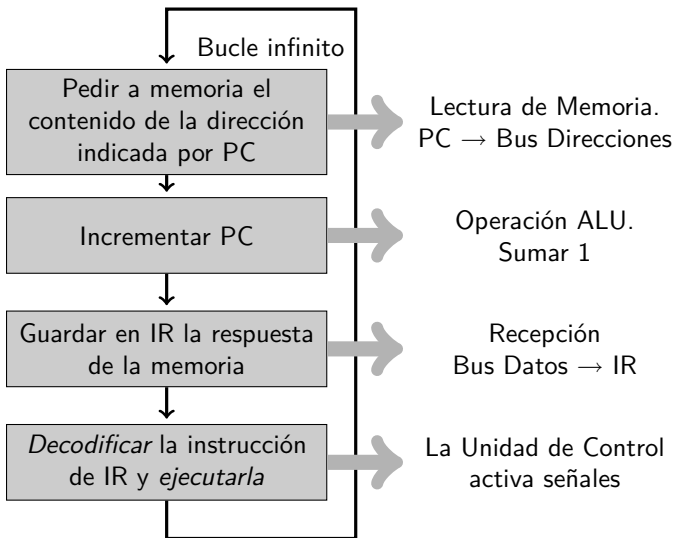 Bucle infinito
Pedir a memoria el
contenido de la dirección
indicada por PC
Lectura de Memoria.
PC → Bus Direcciones
Incrementar PC
Operación ALU.
Sumar 1
Guardar en IR la respuesta
de la memoria
Recepción
Bus Datos → IR
Decodificar la instrucción
de IR y ejecutarla
La Unidad de Control
activa señales